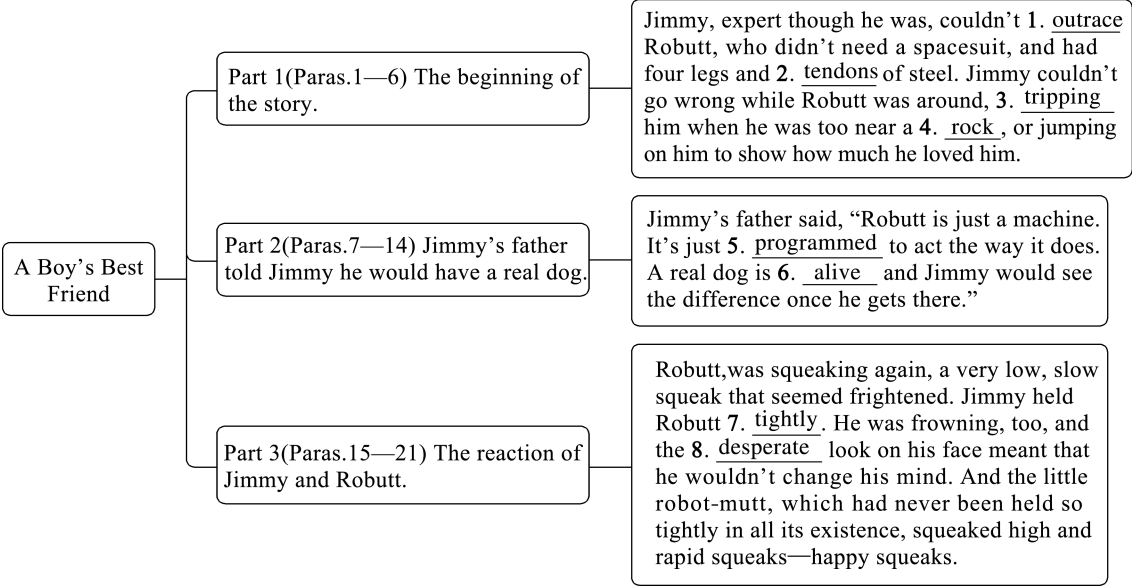 A Boy's Best
Friend
Part 1(Paras.1—6) The beginning of
the story.
Jimmy, expert though he was, couldn't 1. outrace
Robutt, who didn't need a spacesuit, and had
four legs and 2. tendons of steel. Jimmy couldn't
go wrong while Robutt was around, 3. tripping
him when he was too near a 4. rock, or jumping
on him to show how much he loved him.
Part 2(Paras.7—14) Jimmy's father
told Jimmy he would have a real dog.
Jimmy's father said, “Robutt is just a machine.
It's just 5. programmed to act the way it does.
A real dog is 6. alive and Jimmy would see
the difference once he gets there.”
Part 3(Paras.15—21) The reaction of
Jimmy and Robutt.
Robutt,was squeaking again, a very low, slow
squeak that seemed frightened. Jimmy held
Robutt 7. tightly. He was frowning, too, and
the 8. desperate look on his face meant that
he wouldn't change his mind. And the little
robot-mutt, which had never been held so
tightly in all its existence, squeaked high and
rapid squeaks—happy squeaks.